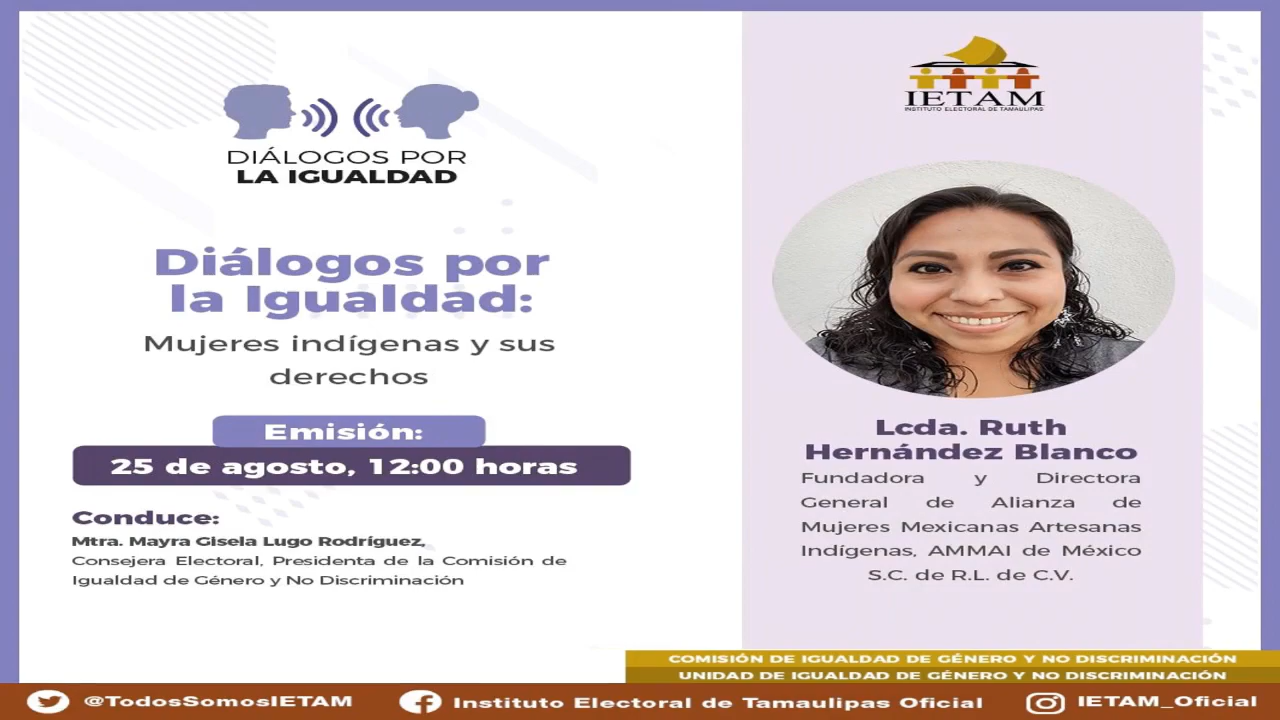 DIÁLOGOS POR
LA IGUALDAD
Diálogos por
la Igualdad:
Mujeres indígenas y sus
derechos
Emisión:
25 de agosto, 12:00 horas
Conduce:
Mtra. Mayra Gisela Lugo Rodríguez,
Consejera Electoral, Presidenta de la Comisión de
Igualdad de Género y No Discriminación
IETAM
INSTITUTO ELECTORAL DE TAMAULIPAS
Lcda. Ruth
Hernández Blanco
Fundadora y Directora
General de Alianza de
Mujeres Mexicanas Artesanas
Indígenas, AMMAI de México
S.C. de R.L. de C.V.
COMISIÓN DE IGUALDAD DE GÉNERO Y NO DISCRIMINACIÓN
UNIDAD DE IGUALDAD DE GÉNERO Y NO DISCRIMINACIÓN
@TodosSomosIETAM
Instituto Electoral de Tamaulipas Oficial
IETAM_Oficial